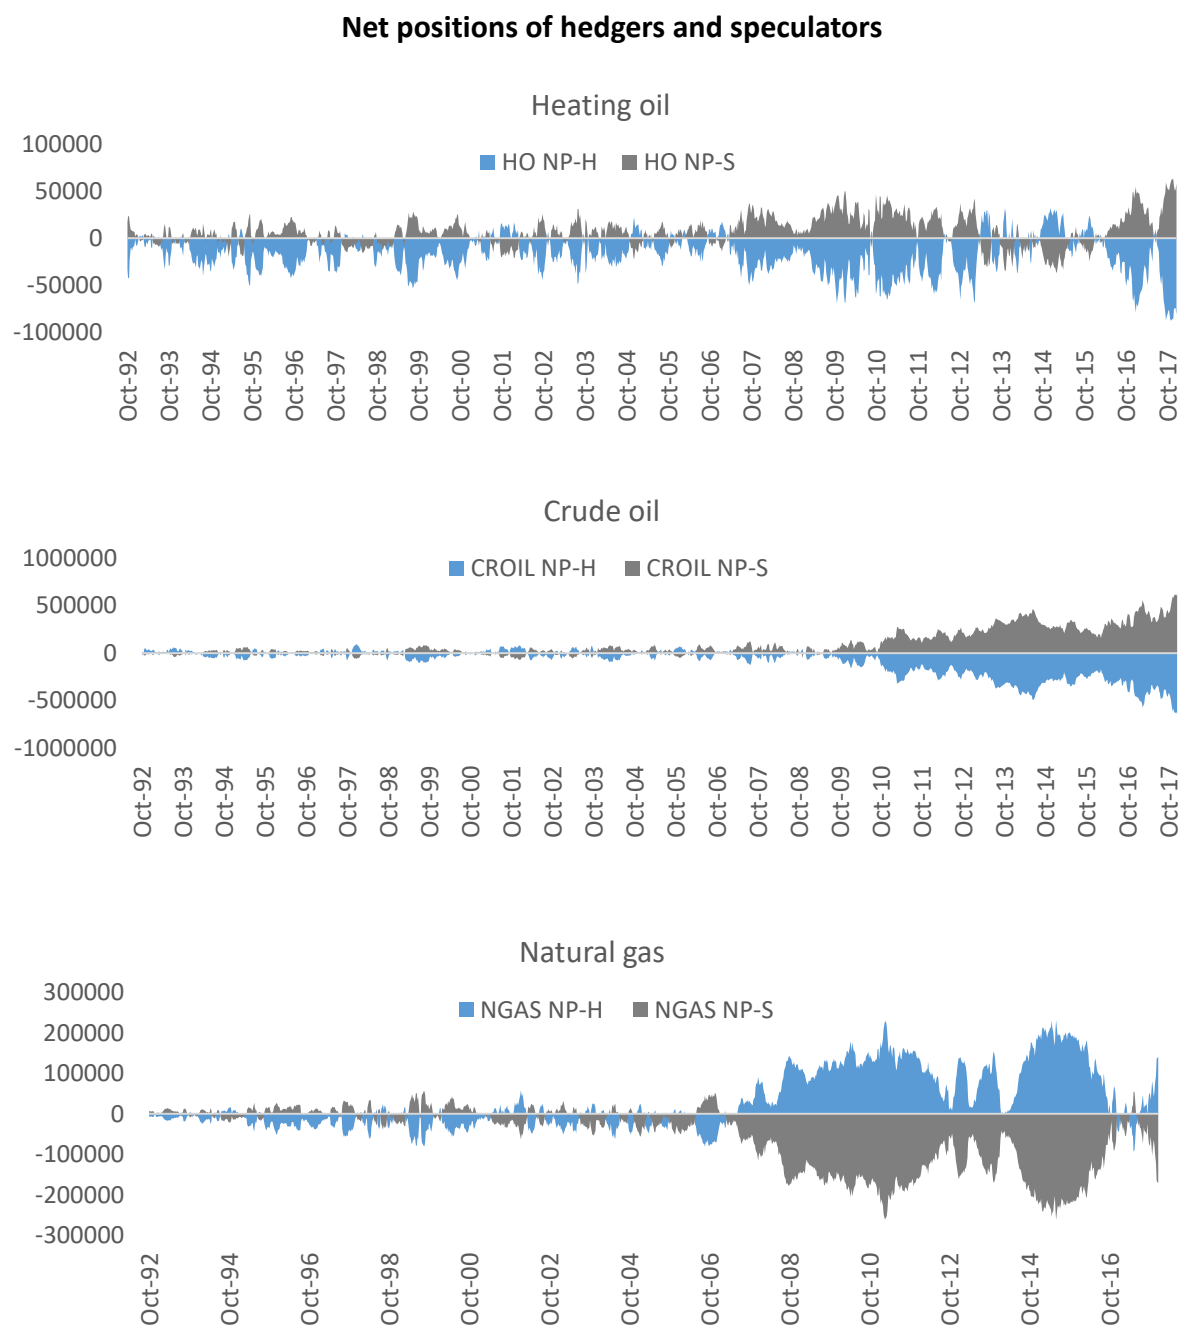 Net positions of hedgers and speculators
Heating oil
HO NP-H HO NP-S
100000
50000
0
-50000
-100000
Oct-92 Oct-93 Oct-94 Oct-95 Oct-96 Oct-97 Oct-98 Oct-99 Oct-00 Oct-01 Oct-02 Oct-03 Oct-04 Oct-05 Oct-06 Oct-07 Oct-08 Oct-09 Oct-10 Oct-11 Oct-12 Oct-13 Oct-14 Oct-15 Oct-16 Oct-17
Crude oil
CROIL NP-H CROIL NP-S
1000000
500000
0
-500000
-1000000
Oct-92 Oct-93 Oct-94 Oct-95 Oct-96 Oct-97 Oct-98 Oct-99 Oct-00 Oct-01 Oct-02 Oct-03 Oct-04 Oct-05 Oct-06 Oct-07 Oct-08 Oct-09 Oct-10 Oct-11 Oct-12 Oct-13 Oct-14 Oct-15 Oct-16 Oct-17
Natural gas
NGAS NP-H NGAS NP-S
300000
200000
100000
0
-100000
-200000
-300000
Oct-92 Oct-94 Oct-96 Oct-98 Oct-00 Oct-02 Oct-04 Oct-06 Oct-08 Oct-10 Oct-12 Oct-14 Oct-16